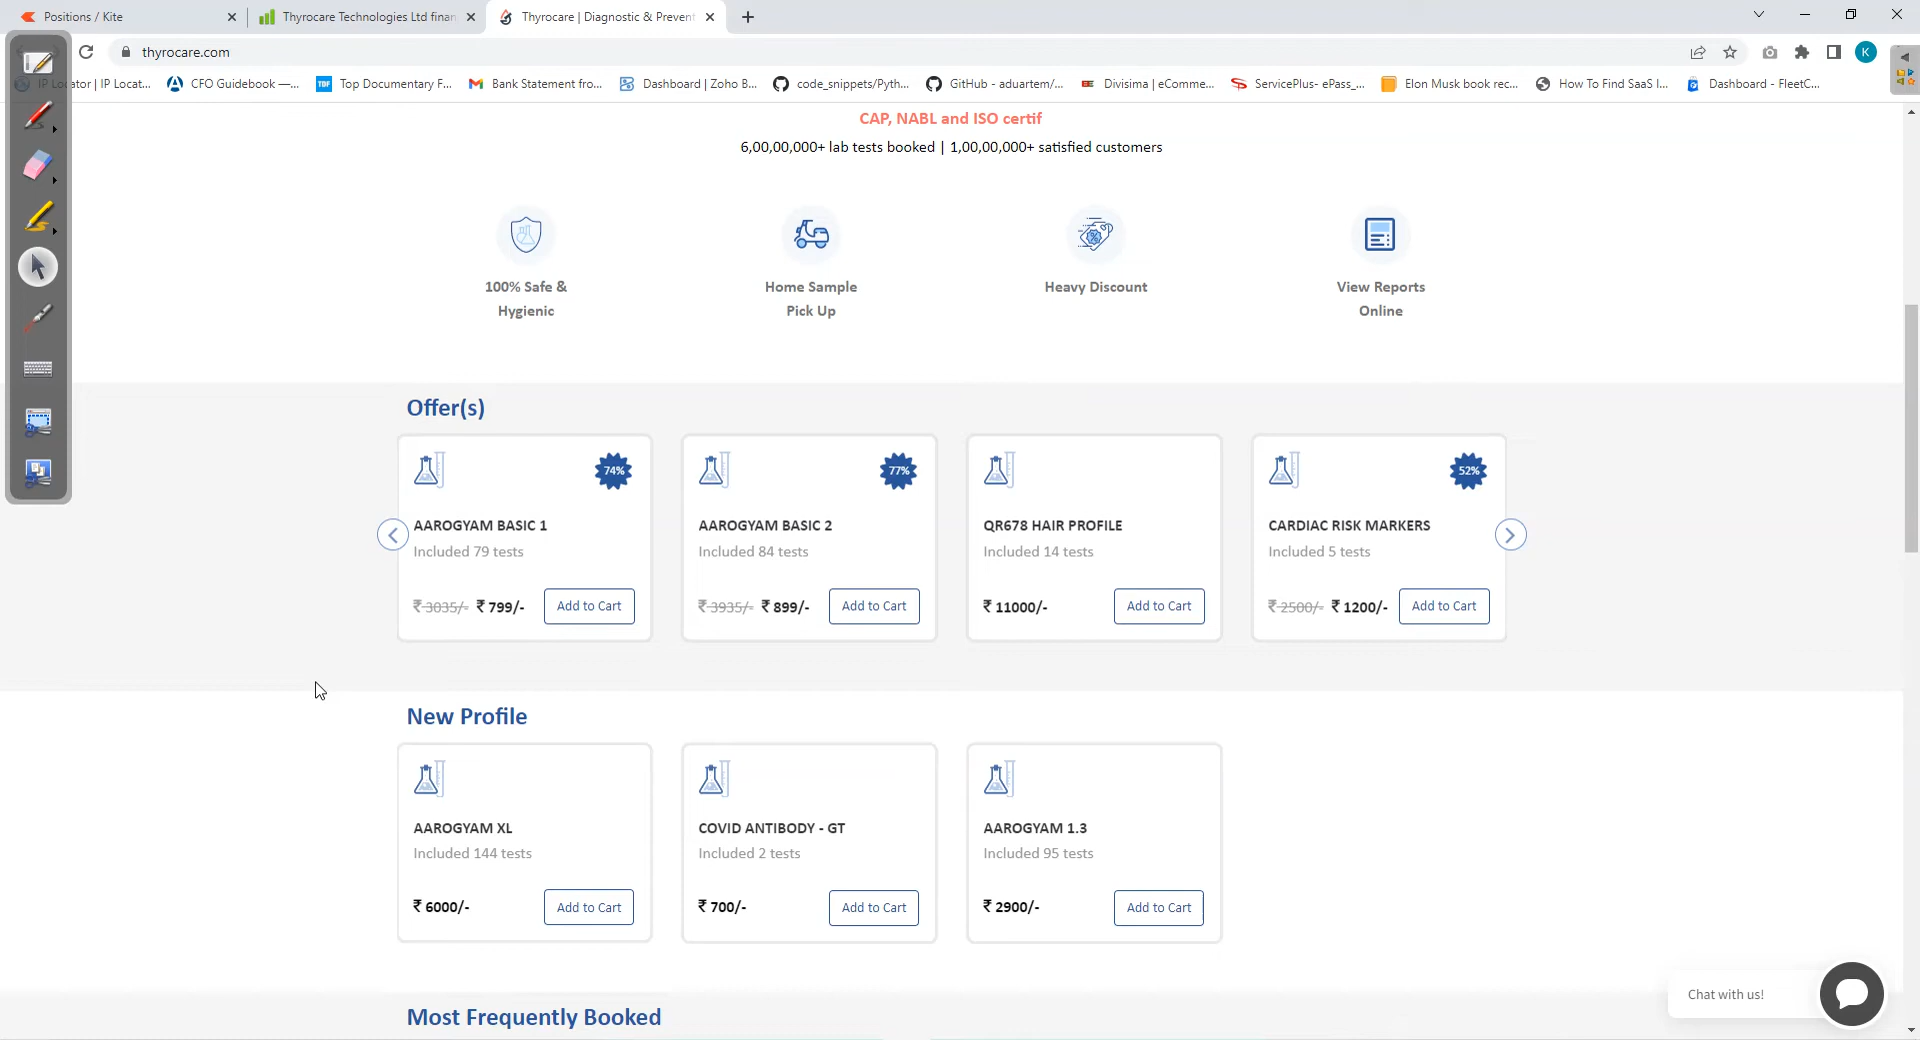 Positions / Kite
Thyrocare Technologies Ltd finan
Thyrocare | Diagnostic & Prevent
thyrocare.com
K
IP Locator | IP Locat...
CFO Guidebook —...
TDF Top Documentary F...
Bank Statement fro...
Dashboard | Zoho B...
code_snippets/Pyth...
GitHub - aduartem/...
Divisima | eComme...
ServicePlus- ePass_...
Elon Musk book rec...
How To Find SaaS I...
Dashboard - FleetC...
CAP, NABL and ISO certif
6,00,00,000+ lab tests booked | 1,00,00,000+ satisfied customers
100% Safe &
Hygienic
Home Sample
Pick Up
Heavy Discount
View Reports
Online
Offer(s)
74%
AAROGYAM BASIC 1
Included 79 tests
₹ 3035/- ₹ 799/- Add to Cart
77%
AAROGYAM BASIC 2
Included 84 tests
₹ 3935/- ₹ 899/- Add to Cart
QR678 HAIR PROFILE
Included 14 tests
₹ 11000/- Add to Cart
52%
CARDIAC RISK MARKERS
Included 5 tests
₹ 2500/- ₹ 1200/- Add to Cart
New Profile
AAROGYAM XL
Included 144 tests
₹ 6000/- Add to Cart
COVID ANTIBODY - GT
Included 2 tests
₹ 700/- Add to Cart
AAROGYAM 1.3
Included 95 tests
₹ 2900/- Add to Cart
Most Frequently Booked
Chat with us!